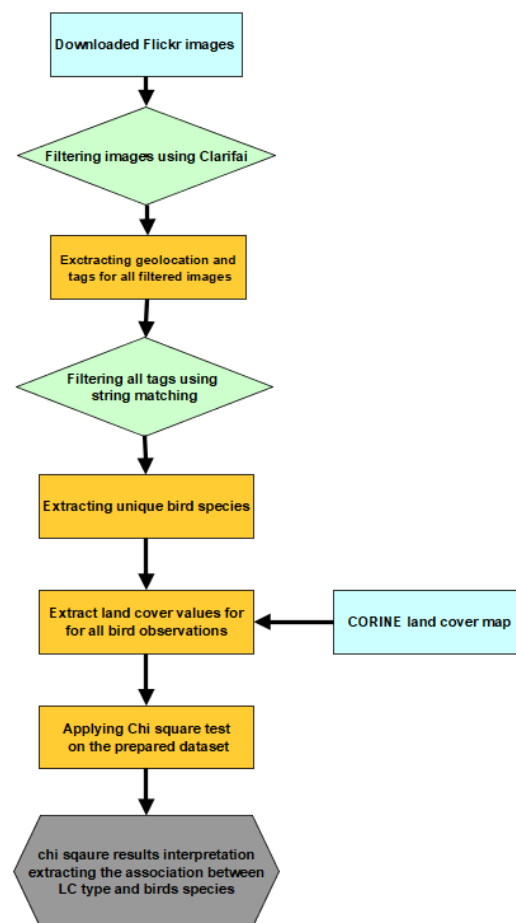 Downloaded Flickr images
Filtering images using Clarifai
Exctracting geolocation and
tags for all filtered images
Filtering all tags using
string matching
Extracting unique bird species
Extract land cover values for
for all bird observations
CORINE land cover map
Applying Chi square test
on the prepared dataset
chi sqaure results interpretation
extracting the association between
LC type and birds species